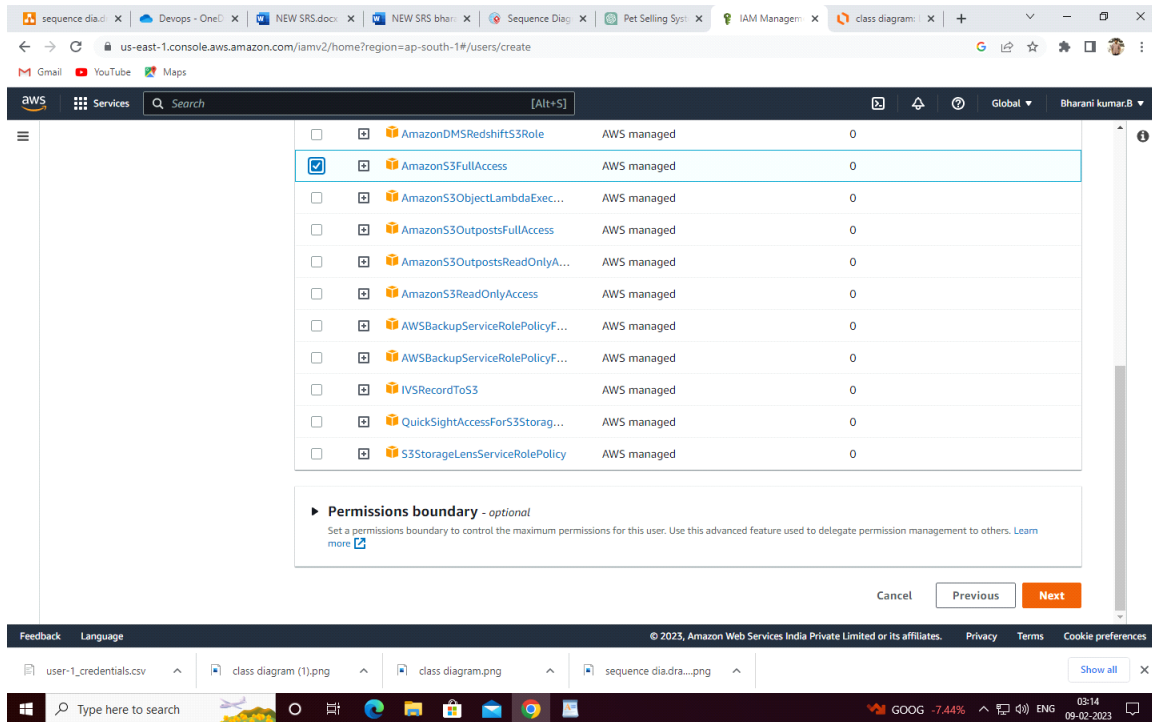 sequence dia.d
Devops - OneD
NEW SRS.docx
NEW SRS bhara
Sequence Diag
Pet Selling Syst
IAM Managem
class diagram:
us-east-1.console.aws.amazon.com/iamv2/home?region=ap-south-1#/users/create
Gmail YouTube Maps
aws Services Search [Alt+S] Global Bharani kumar.B
AmazonDMSRedshiftS3Role AWS managed 0
AmazonS3FullAccess AWS managed 0
AmazonS3ObjectLambdaExec... AWS managed 0
AmazonS3OutpostsFullAccess AWS managed 0
AmazonS3OutpostsReadOnlyA... AWS managed 0
AmazonS3ReadOnlyAccess AWS managed 0
AWSBackupServiceRolePolicyF... AWS managed 0
AWSBackupServiceRolePolicyF... AWS managed 0
IVSRecordToS3 AWS managed 0
QuickSightAccessForS3Storag... AWS managed 0
S3StorageLensServiceRolePolicy AWS managed 0
Permissions boundary - optional
Set a permissions boundary to control the maximum permissions for this user. Use this advanced feature used to delegate permission management to others. Learn
more
Cancel Previous Next
Feedback Language © 2023, Amazon Web Services India Private Limited or its affiliates. Privacy Terms Cookie preferences
user-1_credentials.csv class diagram (1).png class diagram.png sequence dia.dra....png Show all
Type here to search GOOG -7.44% ENG 03:14
09-02-2023